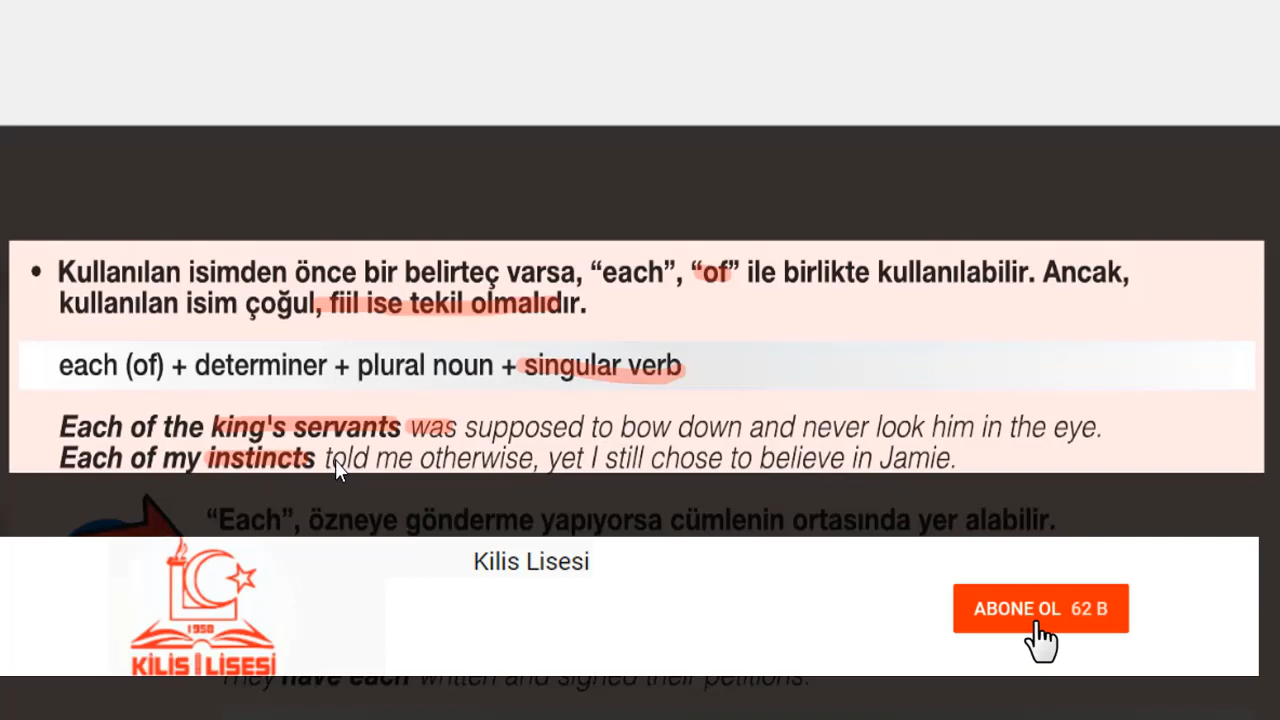 • Kullanılan isimden önce bir belirteç varsa, “each”, “of” ile birlikte kullanılabilir. Ancak,
kullanılan isim çoğul, fiil ise tekil olmalıdır.
each (of) + determiner + plural noun + singular verb
Each of the king's servants was supposed to bow down and never look him in the eye.
Each of my instincts told me otherwise, yet I still chose to believe in Jamie.
“Each”, özneye gönderme yapıyorsa cümlenin ortasında yer alabilir.
Kilis Lisesi
ABONE OL 62 B
1950
KİLİS LİSESİ
They have each written and signed their petitions.